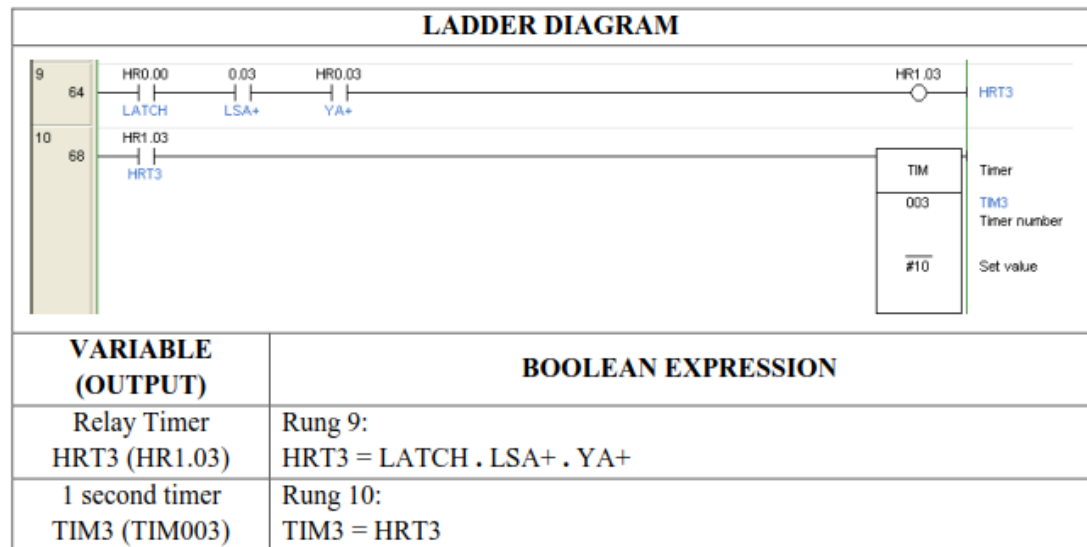 LADDER DIAGRAM
9 HR0.00 0.03 HR0.03 HR1.03
64 HRT3
LATCH LSA+ YA+
10 HR1.03
68 TIM Timer
HRT3
003 TIM3
Timer number
#10 Set value
VARIABLE (OUTPUT) BOOLEAN EXPRESSION
Relay Timer Rung 9:
HRT3 (HR1.03) HRT3 = LATCH . LSA+ . YA+
1 second timer Rung 10:
TIM3 (TIM003) TIM3 = HRT3